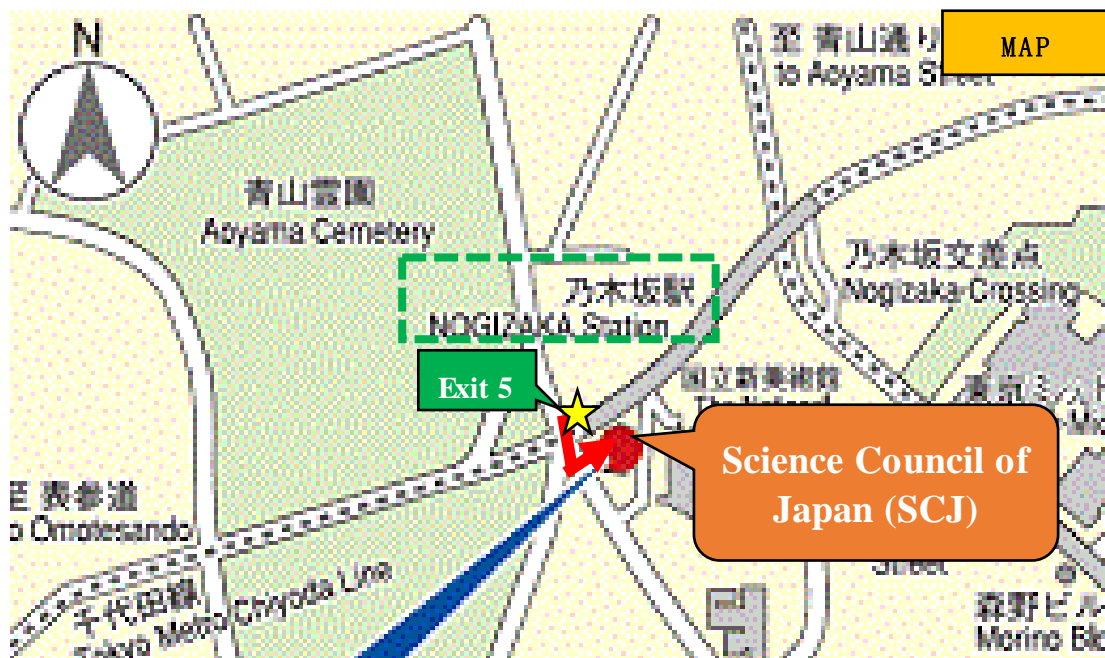 N
至 青山通り
to Aoyama Street
MAP
青山霊園
Aoyama Cemetery
乃木坂駅
NOGIZAKA Station
乃木坂交差点
Nogizaka Crossing
Exit 5
国立新美術館
Science Council of
Japan (SCJ)
至 表参道
o Omotesando
千代田線
Tokyo Metro Chiyoda Line
Street
森野ビル
Morino Bld